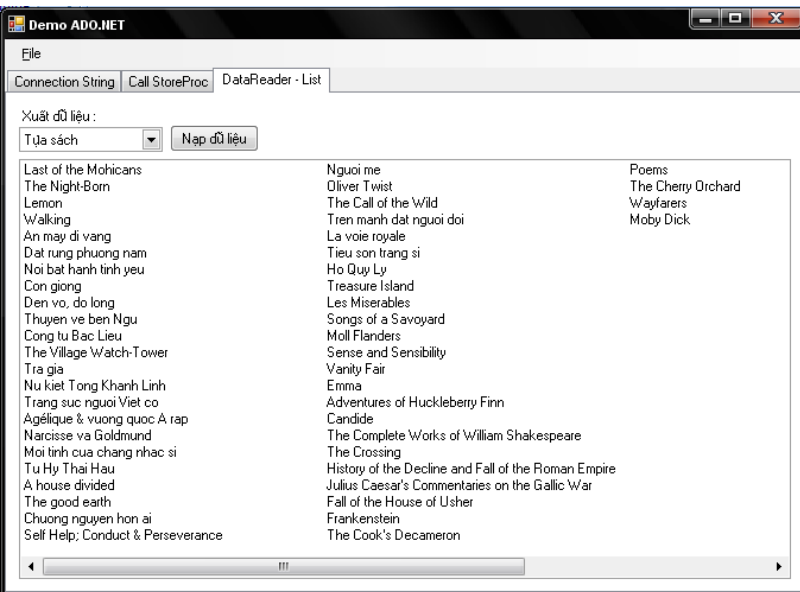 Demo ADO.NET
File
Connection String
Call StoreProc
DataReader - List
Xuất dữ liệu :
Tựa sách
Nạp dữ liệu
Last of the Mohicans
The Night-Born
Lemon
Walking
An may di vang
Dat rung phuong nam
Noi bat hanh tinh yeu
Con giong
Den vo, do long
Thuyen ve ben Ngu
Cong tu Bac Lieu
The Village Watch-Tower
Tra gia
Nu kiet Tong Khanh Linh
Trang suc nguoi Viet co
Agélique & vuong quoc A rap
Narcisse va Goldmund
Moi tinh cua chang nhac si
Tu Hy Thai Hau
A house divided
The good earth
Chuong nguyen hon ai
Self Help; Conduct & Perseverance
Nguoi me
Oliver Twist
The Call of the Wild
Tren manh dat nguoi doi
La voie royale
Tieu son trang si
Ho Quy Ly
Treasure Island
Les Miserables
Songs of a Savoyard
Moll Flanders
Sense and Sensibility
Vanity Fair
Emma
Adventures of Huckleberry Finn
Candide
The Complete Works of William Shakespeare
The Crossing
History of the Decline and Fall of the Roman Empire
Julius Caesar's Commentaries on the Gallic War
Fall of the House of Usher
Frankenstein
The Cook's Decameron
Poems
The Cherry Orchard
Wayfarers
Moby Dick